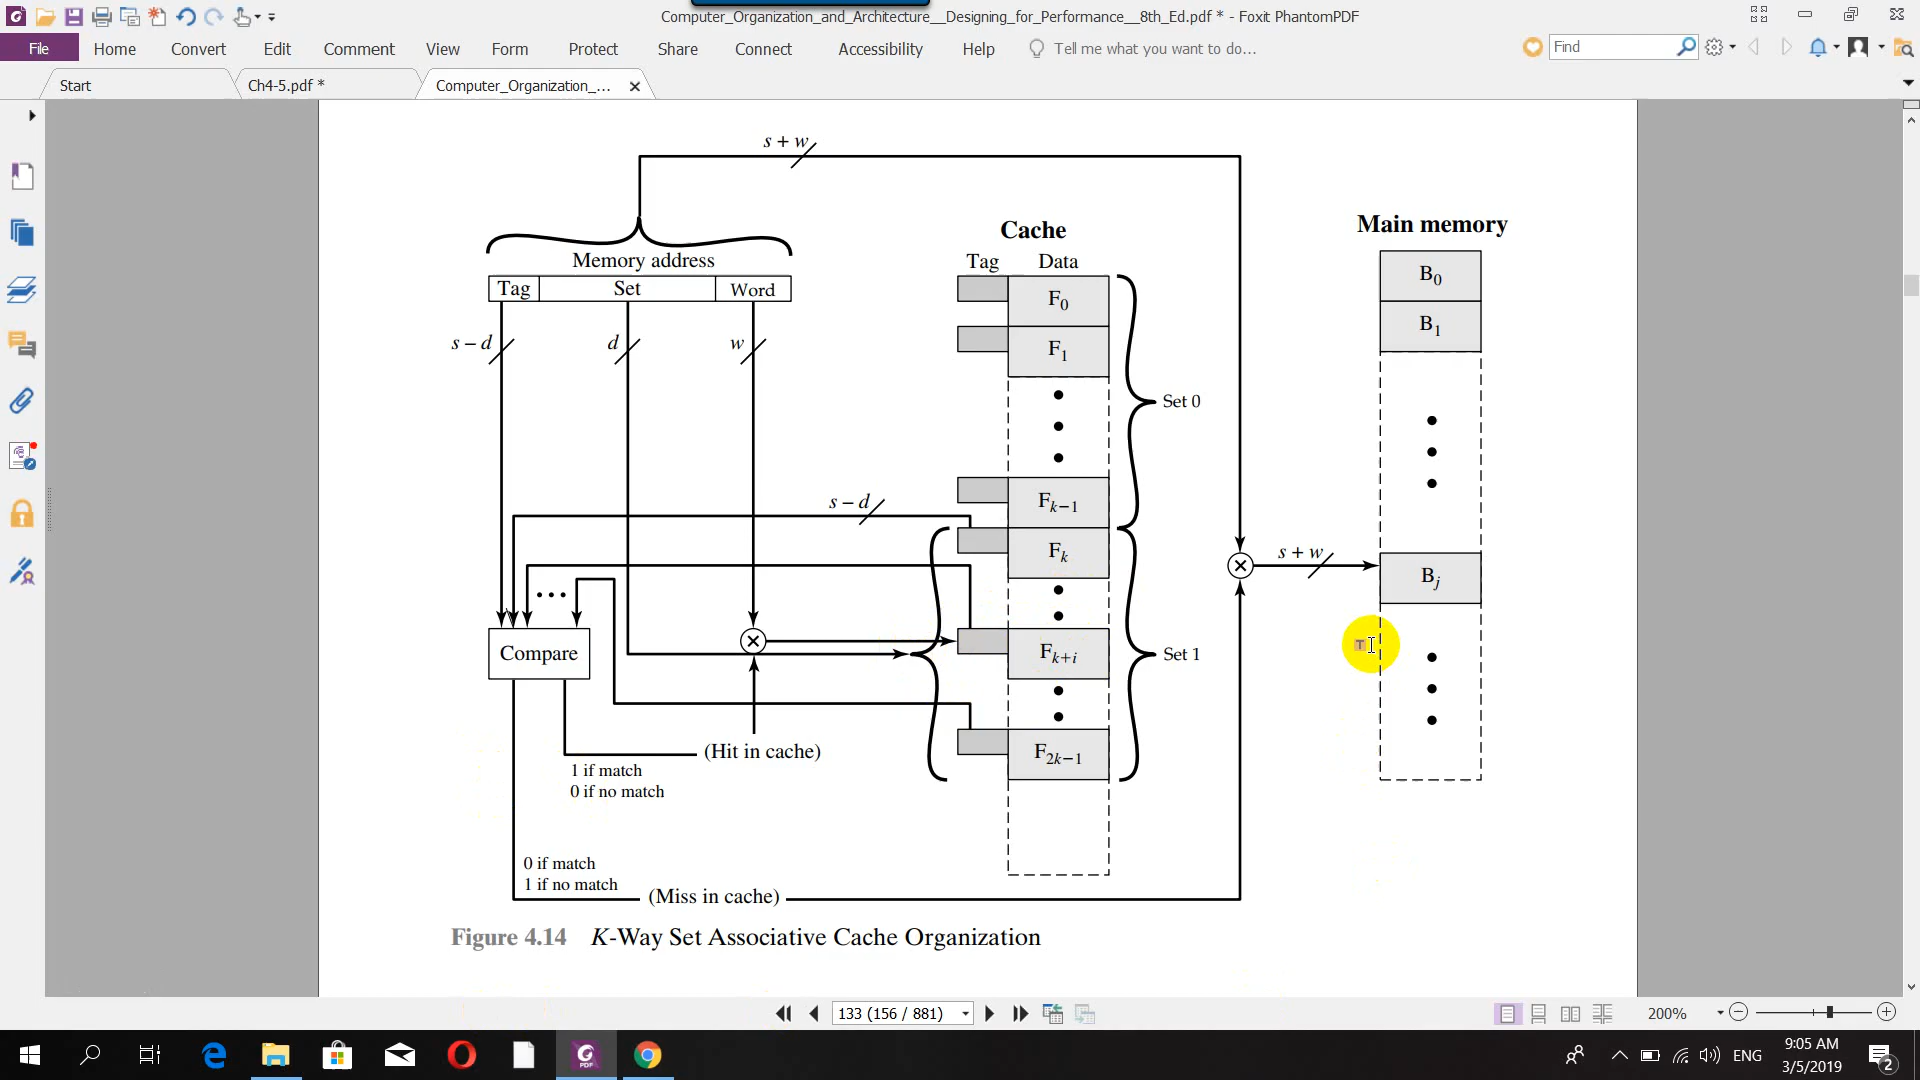 Computer_Organization_and_Architecture__Designing_for_Performance__8th_Ed.pdf * - Foxit PhantomPDF
File Home Convert Edit Comment View Form Protect Share Connect Accessibility Help Tell me what you want to do... Find
Start Ch4-5.pdf * Computer_Organization_...
s + w
Cache
Main memory
Memory address
Tag Data
Tag Set Word
F0
B0
F1
B1
s – d
d
w
Set 0
s – d
Fk–1
Fk
s + w
Bj
Compare
Fk+i
Set 1
(Hit in cache)
F2k–1
1 if match
0 if no match
0 if match
1 if no match
(Miss in cache)
Figure 4.14 K-Way Set Associative Cache Organization
133 (156 / 881)
200%
ENG
9:05 AM
3/5/2019
2